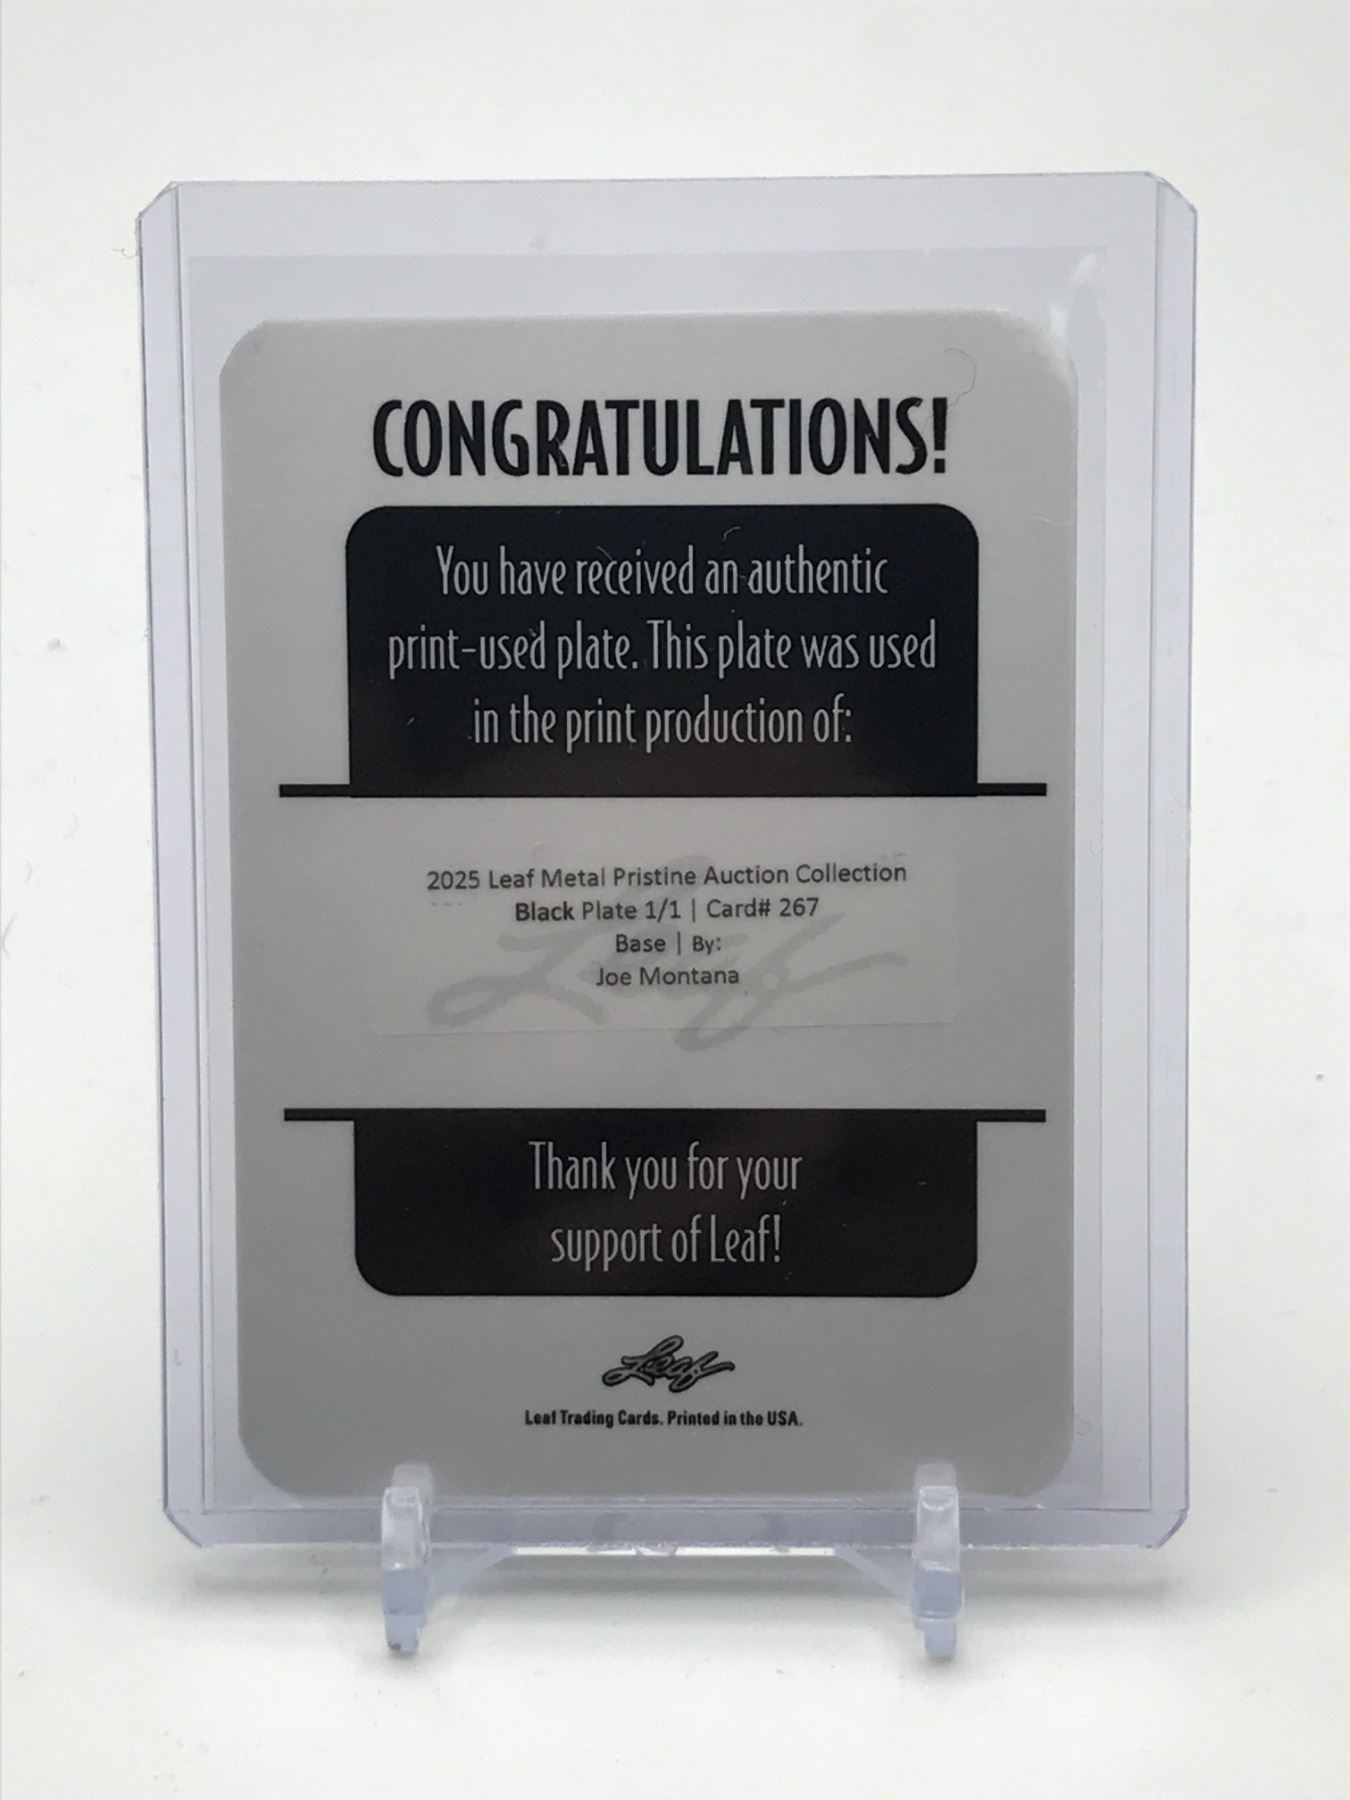 CONGRATULATIONS!
You have received an authentic
print-used plate. This plate was used
in the print production of:
2025 Leaf Metal Pristine Auction Collection
Black Plate 1/1 | Card# 267
Base | By:
Joe Montana
Leaf
Thank you for your
support of Leaf!
Leaf
Leaf Trading Cards. Printed in the USA.